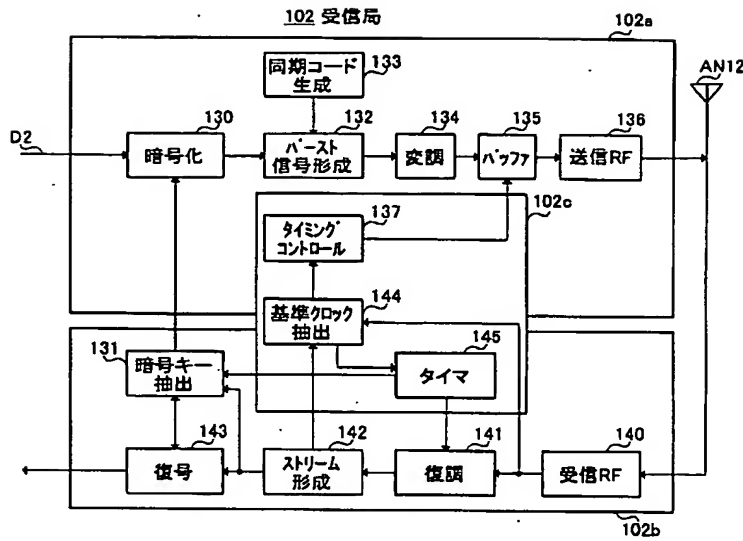 102 受信局
102a
AN12
同期コード
生成
133
130
132
134
135
136
D2
暗号化
バースト
信号形成
変調
バッファ
送信RF
137
102c
タイミング
コントロール
144
基準クロック
抽出
131
145
暗号キー
抽出
タイマ
143
142
141
140
復号
ストリーム
形成
復調
受信RF
102b